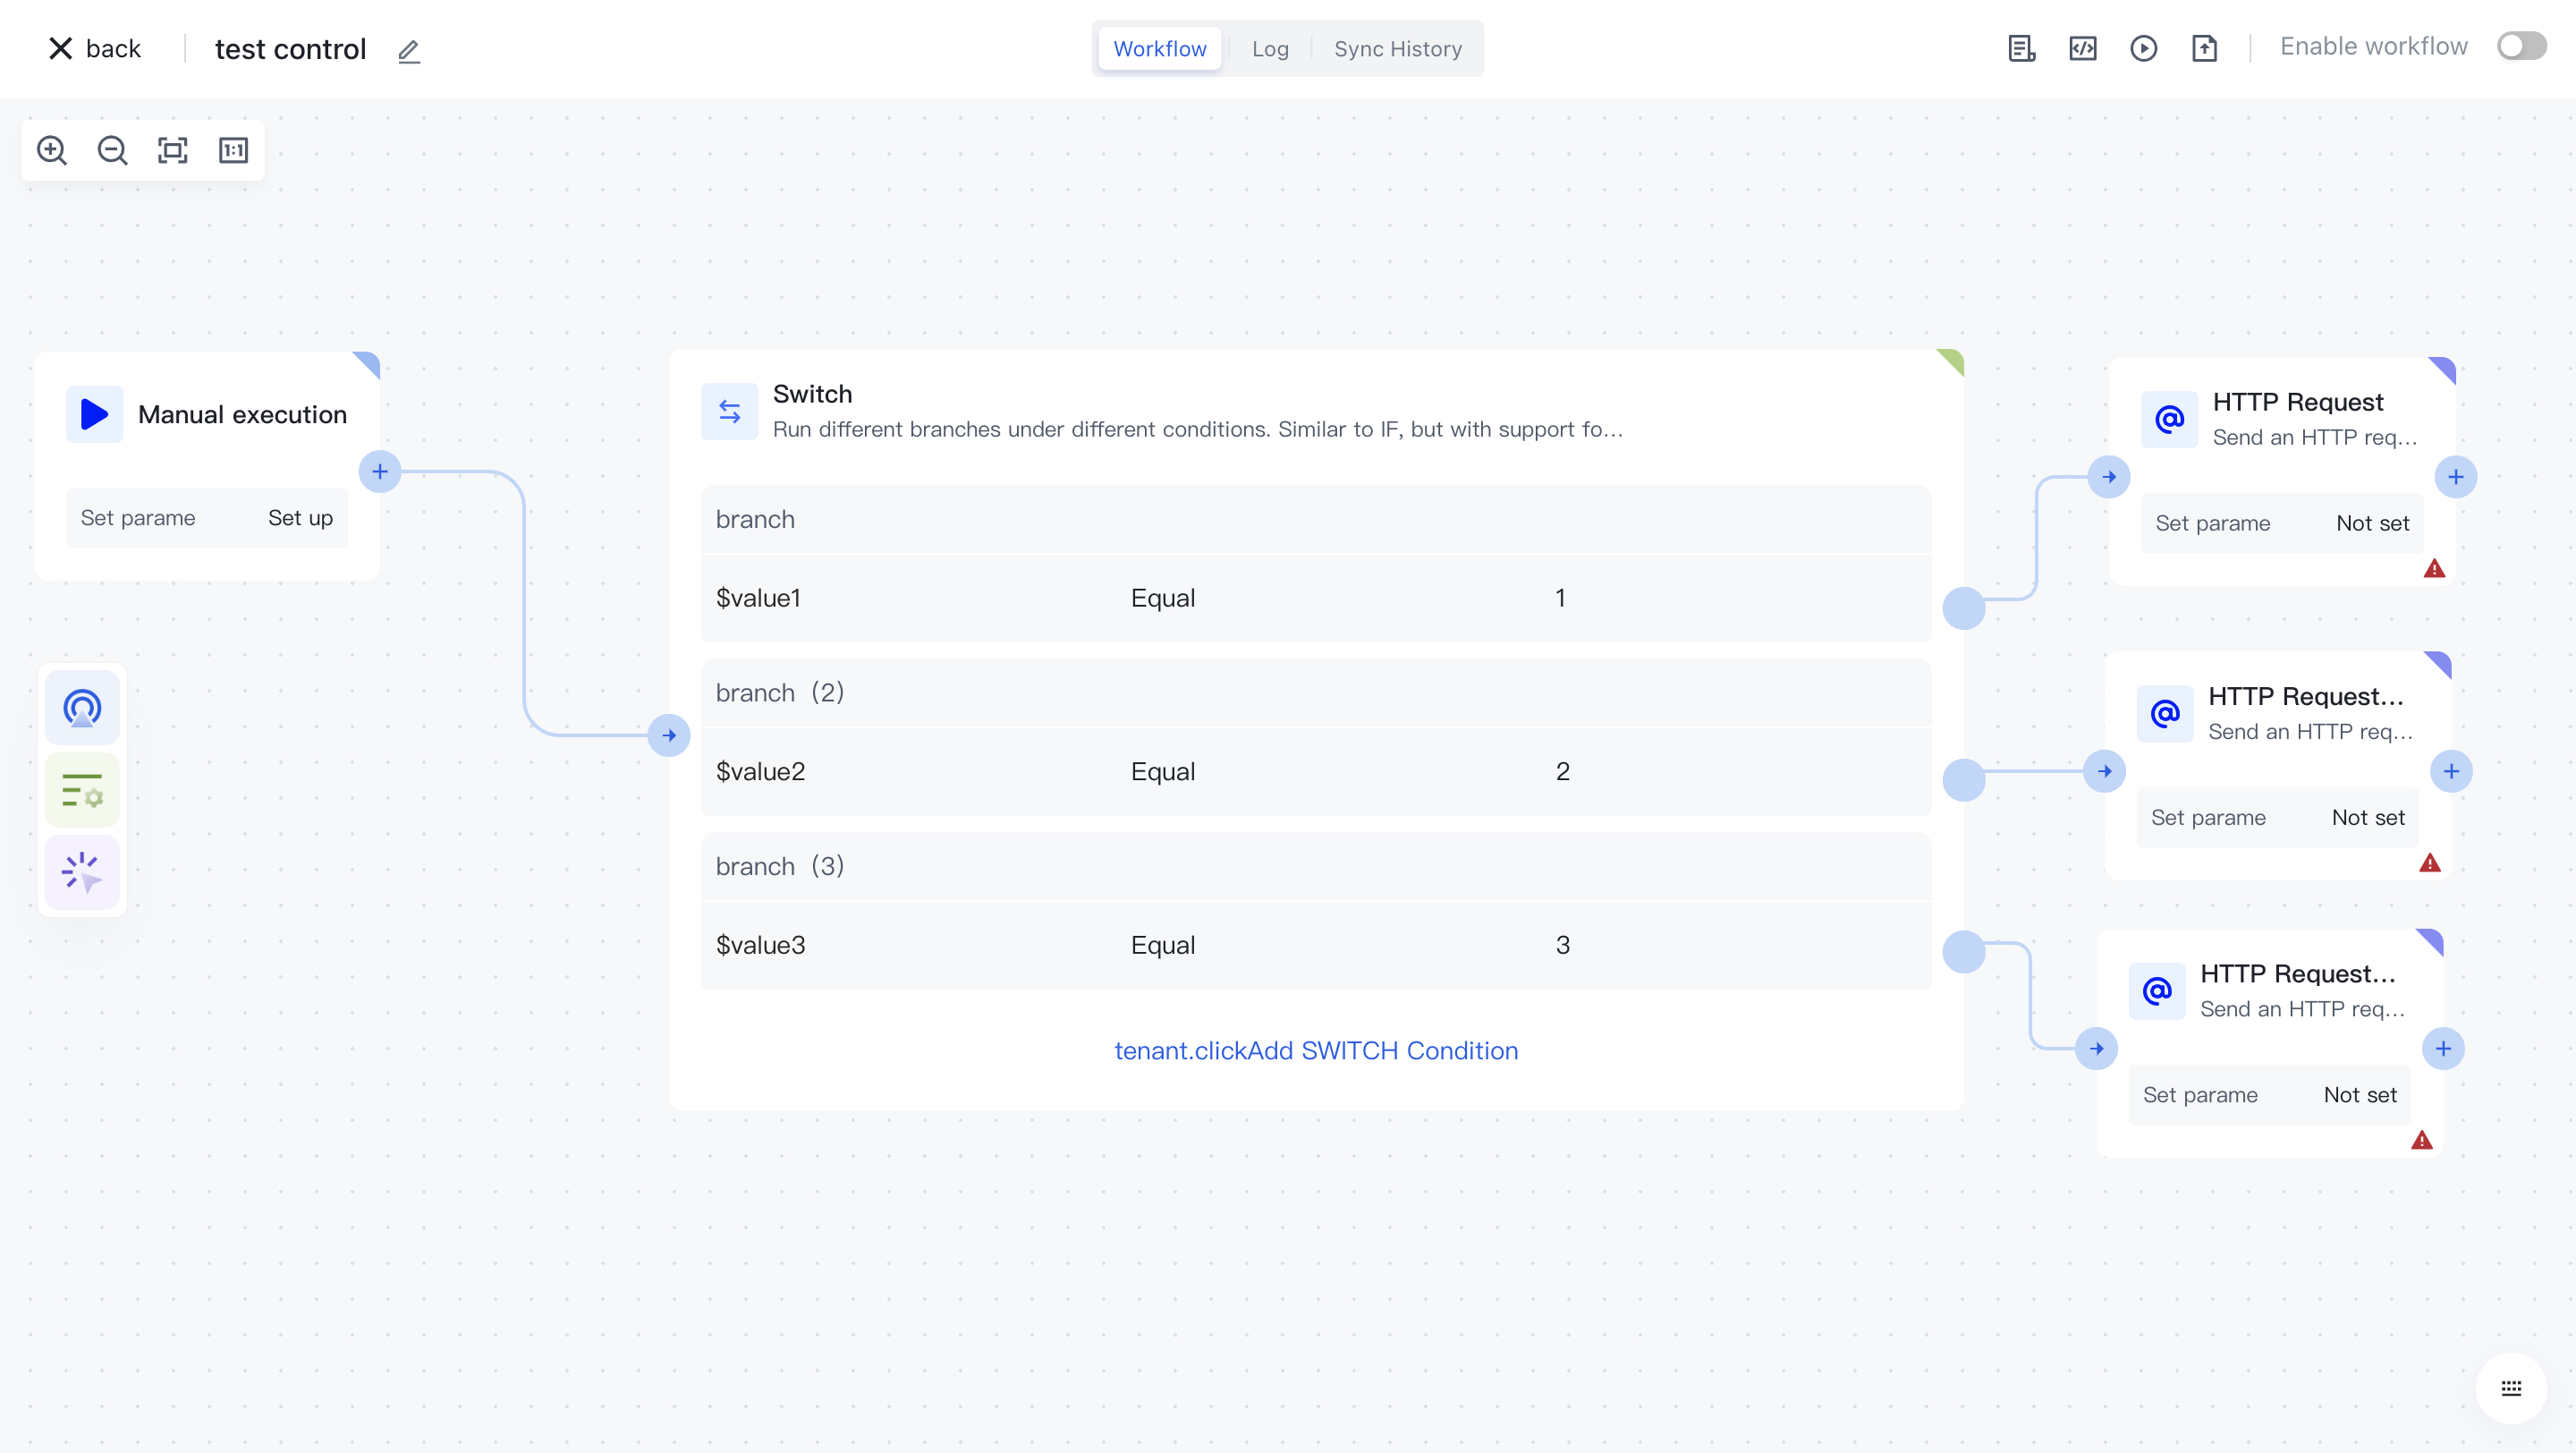 back
test control
Workflow
Log
Sync History
Enable workflow
1:1
Manual execution
Set parame
Set up
Switch
Run different branches under different conditions. Similar to IF, but with support fo...
branch
$value1
Equal
1
branch (2)
$value2
Equal
2
branch (3)
$value3
Equal
3
tenant.clickAdd SWITCH Condition
HTTP Request
Send an HTTP req...
Set parame
Not set
HTTP Request...
Send an HTTP req...
Set parame
Not set
HTTP Request...
Send an HTTP req...
Set parame
Not set